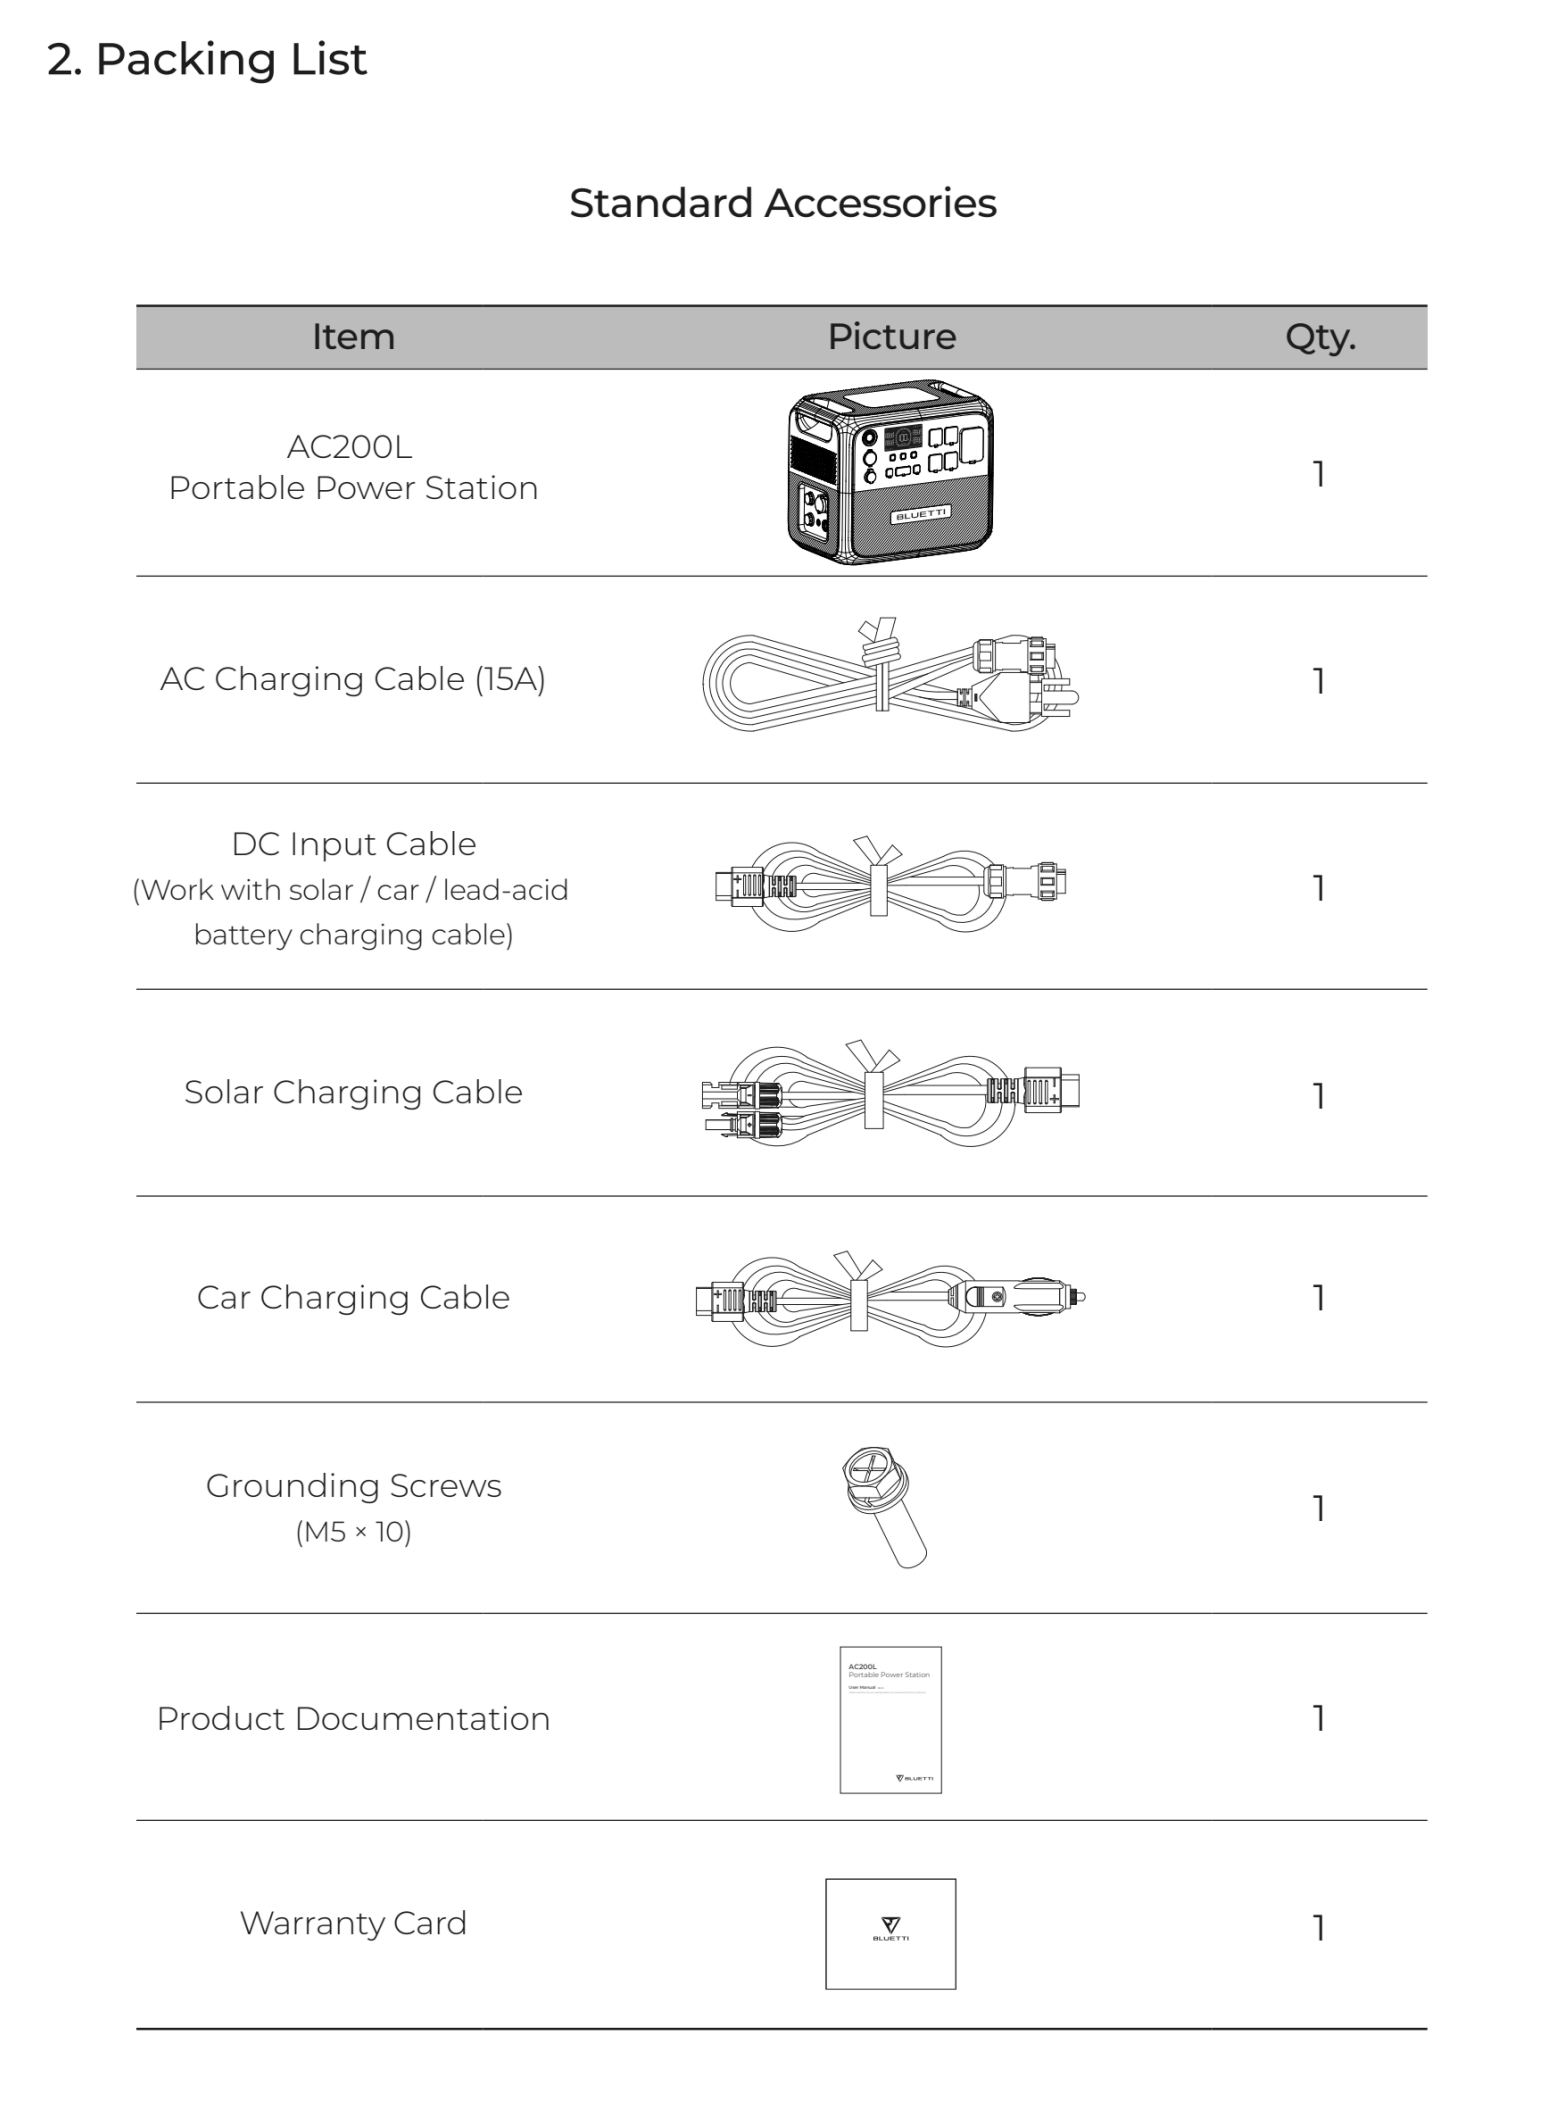 2. Packing List
Standard Accessories
Item Picture Qty.
AC200L
Portable Power Station
BLUETTI
1
AC Charging Cable (15A)
1
DC Input Cable
(Work with solar / car / lead-acid
battery charging cable)
1
Solar Charging Cable
1
Car Charging Cable
1
Grounding Screws
(M5 × 10)
1
Product Documentation
AC200L
Portable Power Station
User Manual
BLUETTI
1
Warranty Card
BLUETTI
1